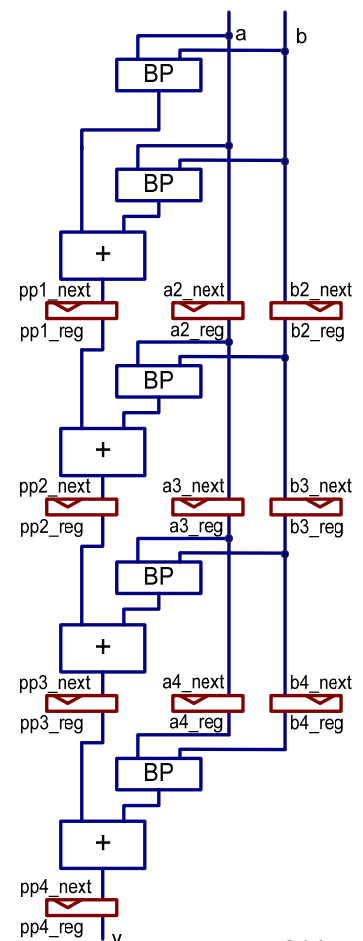 a b
BP
BP
+
pp1_next a2_next b2_next
pp1_reg a2_reg b2_reg
BP
+
pp2_next a3_next b3_next
pp2_reg a3_reg b3_reg
BP
+
pp3_next a4_next b4_next
pp3_reg a4_reg b4_reg
BP
+
pp4_next
pp4_reg
y